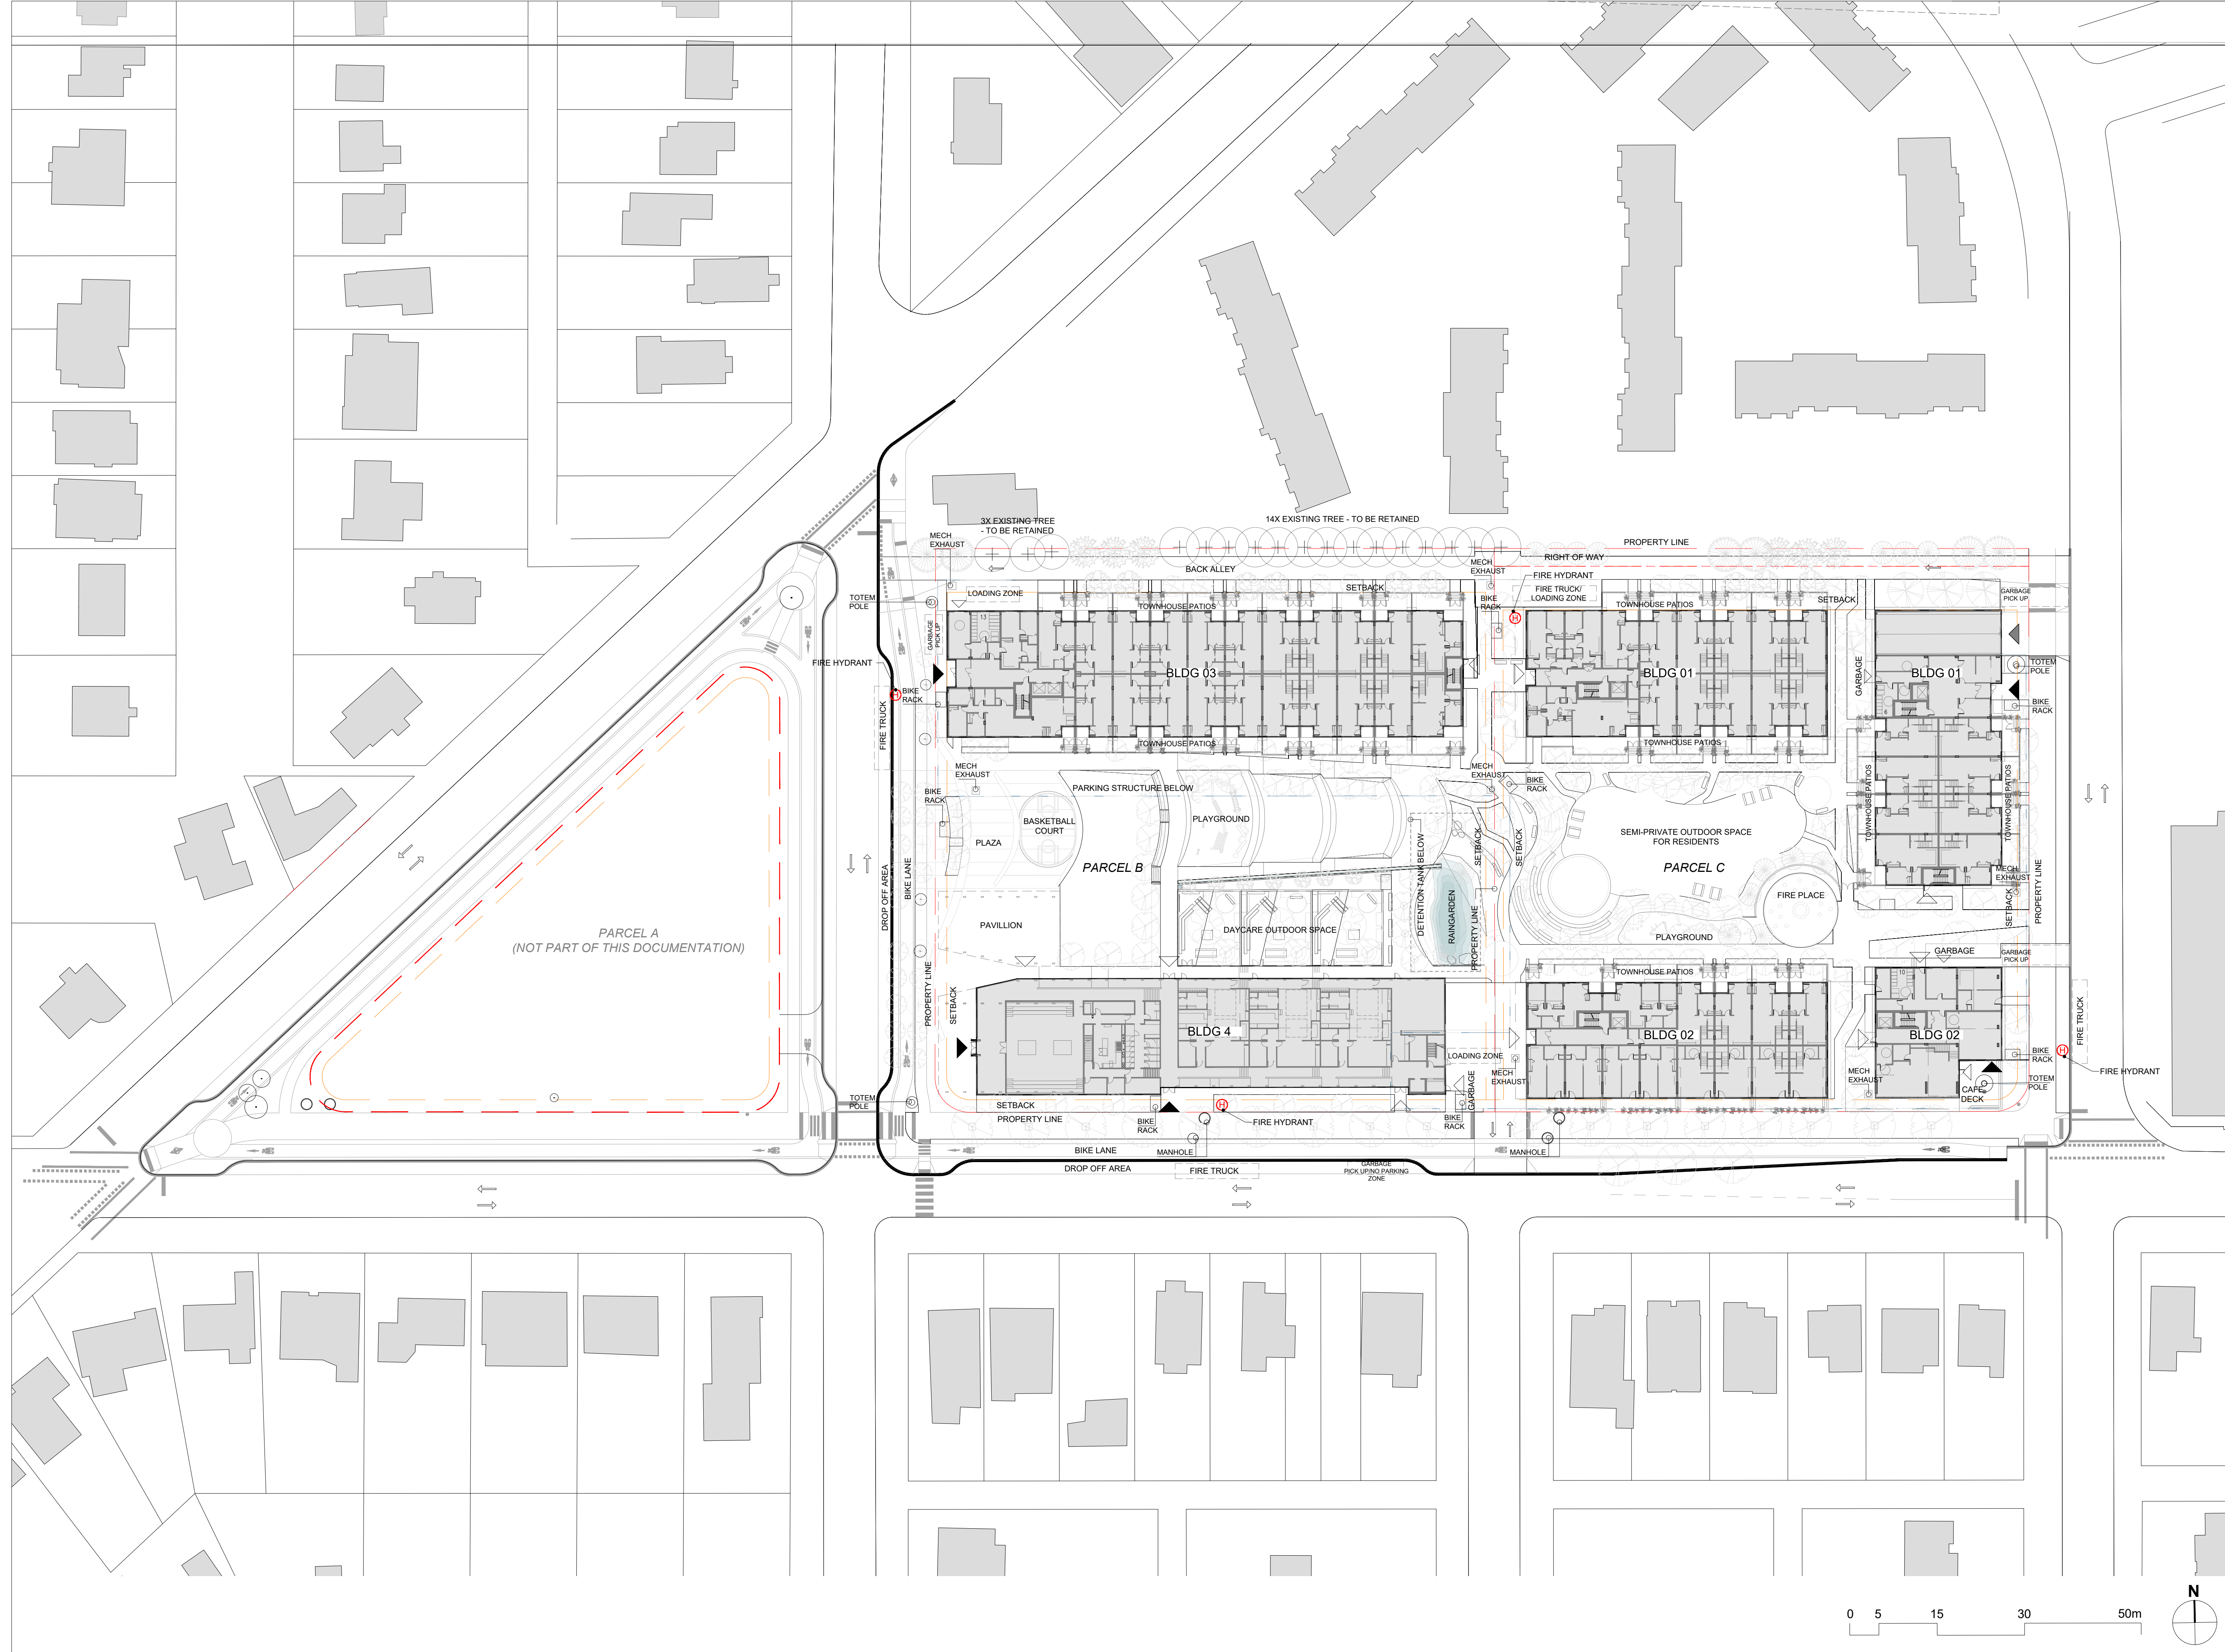 3X EXISTING TREE
- TO BE RETAINED
14X EXISTING TREE - TO BE RETAINED
MECH
EXHAUST
PROPERTY LINE
RIGHT OF WAY
BACK ALLEY
MECH
EXHAUST
FIRE HYDRANT
SETBACK
LOADING ZONE
FIRE TRUCK/
LOADING ZONE
TOTEM
POLE
TOWNHOUSE PATIOS
BIKE
RACK
TOWNHOUSE PATIOS
SETBACK
GARBAGE
PICK UP
13
GARBAGE
PICK UP
H
FIRE HYDRANT
BLDG 03
BLDG 01
GARBAGE
BLDG 01
TOTEM
POLE
H
BIKE
RACK
BIKE
RACK
6
FIRE TRUCK
TOWNHOUSE PATIOS
TOWNHOUSE PATIOS
MECH
EXHAUST
MECH
EXHAUST
BIKE
RACK
BIKE
RACK
PARKING STRUCTURE BELOW
BASKETBALL
COURT
PLAYGROUND
PLAZA
SEMI-PRIVATE OUTDOOR SPACE
FOR RESIDENTS
TOWNHOUSE PATIOS
TOWNHOUSE PATIOS
SETBACK
SETBACK
PARCEL B
PARCEL C
DETENTION TANK BELOW
MECH
EXHAUST
DROP OFF AREA
BIKE LANE
FIRE PLACE
SETBACK
PROPERTY LINE
RAINGARDEN
PROPERTY LINE
PAVILLION
DAYCARE OUTDOOR SPACE
PLAYGROUND
PARCEL A
(NOT PART OF THIS DOCUMENTATION)
GARBAGE
GARBAGE
PICK UP
PROPERTY LINE
SETBACK
TOWNHOUSE PATIOS
10
BLDG 4
BLDG 02
BLDG 02
FIRE TRUCK
LOADING ZONE
BIKE
RACK
H
FIRE HYDRANT
MECH
EXHAUST
GARBAGE
MECH
EXHAUST
TOTEM
POLE
CAFE
DECK
TOTEM
POLE
SETBACK
PROPERTY LINE
BIKE
RACK
H
FIRE HYDRANT
BIKE
RACK
BIKE LANE
MANHOLE
MANHOLE
DROP OFF AREA
FIRE TRUCK
GARBAGE
PICK UP/NO PARKING
ZONE
N
0 5 15 30 50m